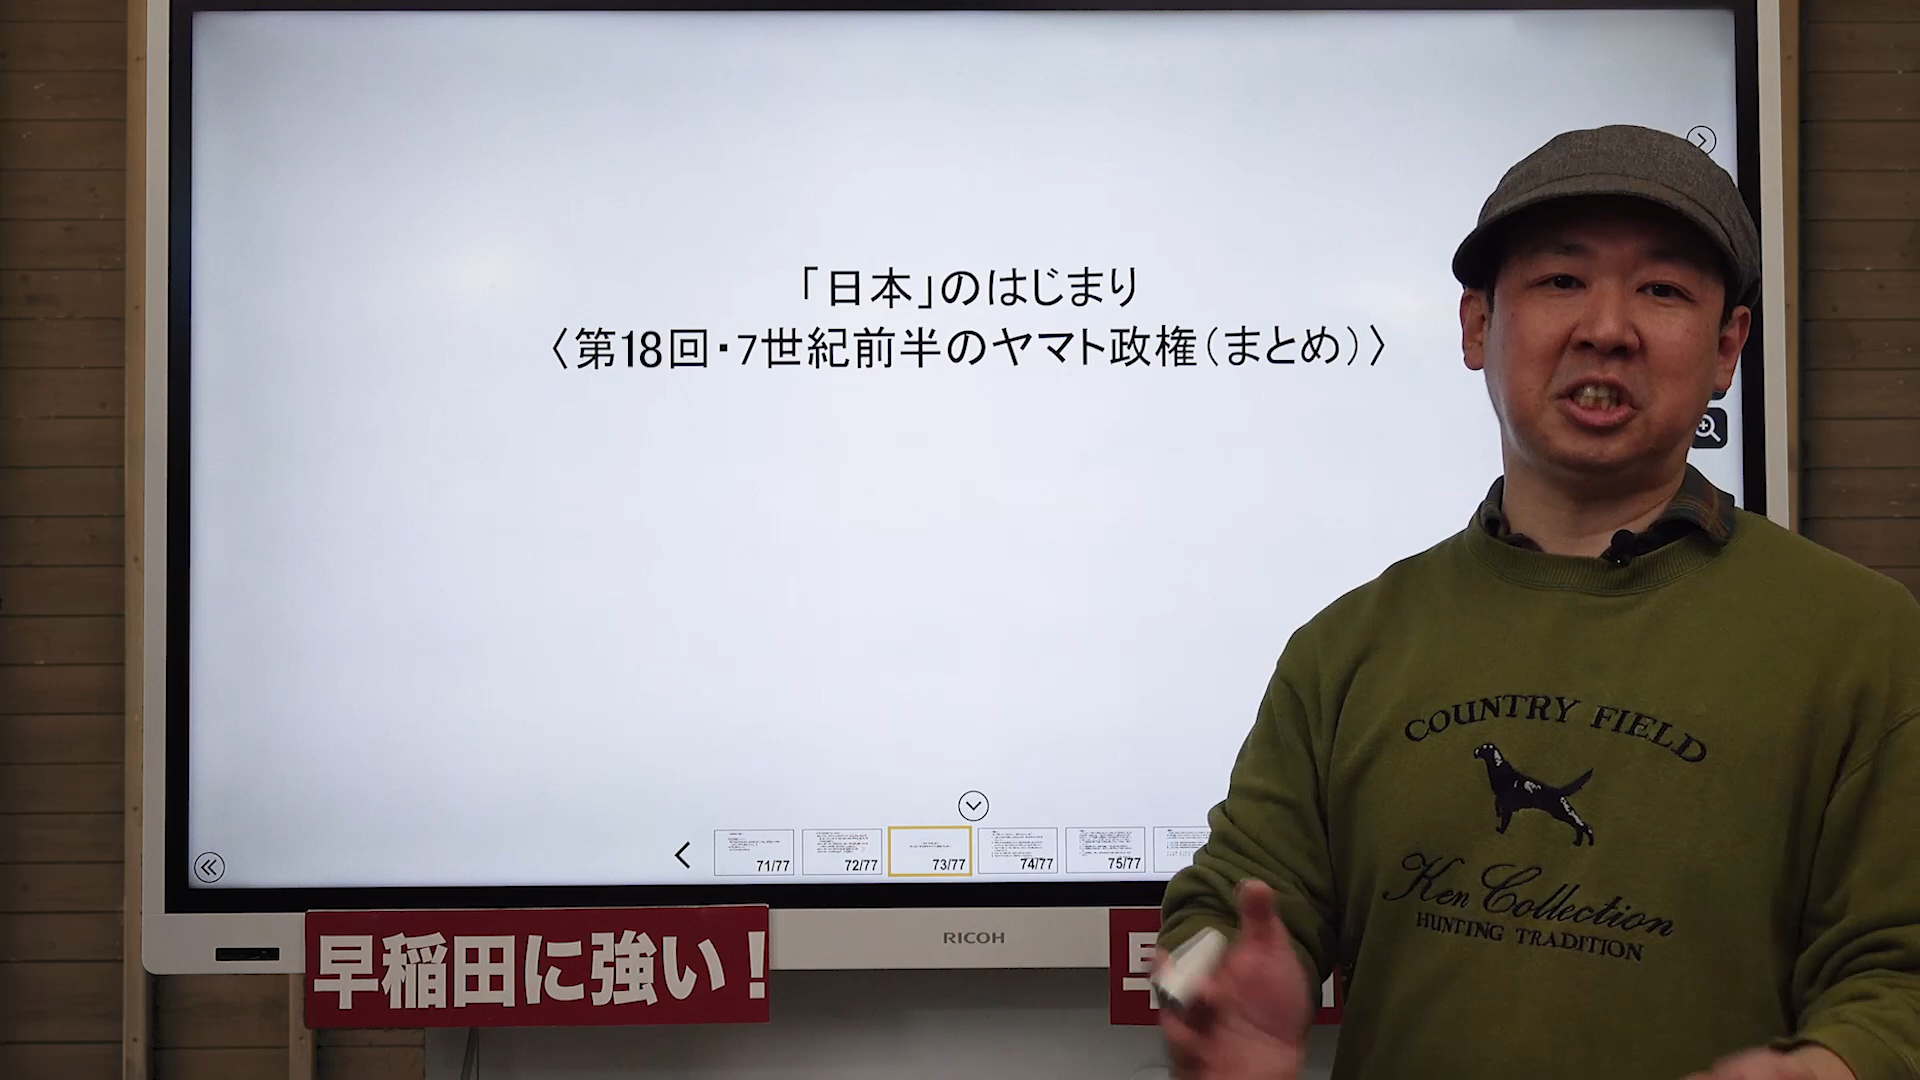 「日本」のはじまり
〈第18回・7世紀前半のヤマト政権(まとめ)〉
71/77
72/77
73/77
74/77
75/77
RICOH
早稲田に強い!
早
COUNTRY FIELD
Ken Collection
HUNTING TRADITION